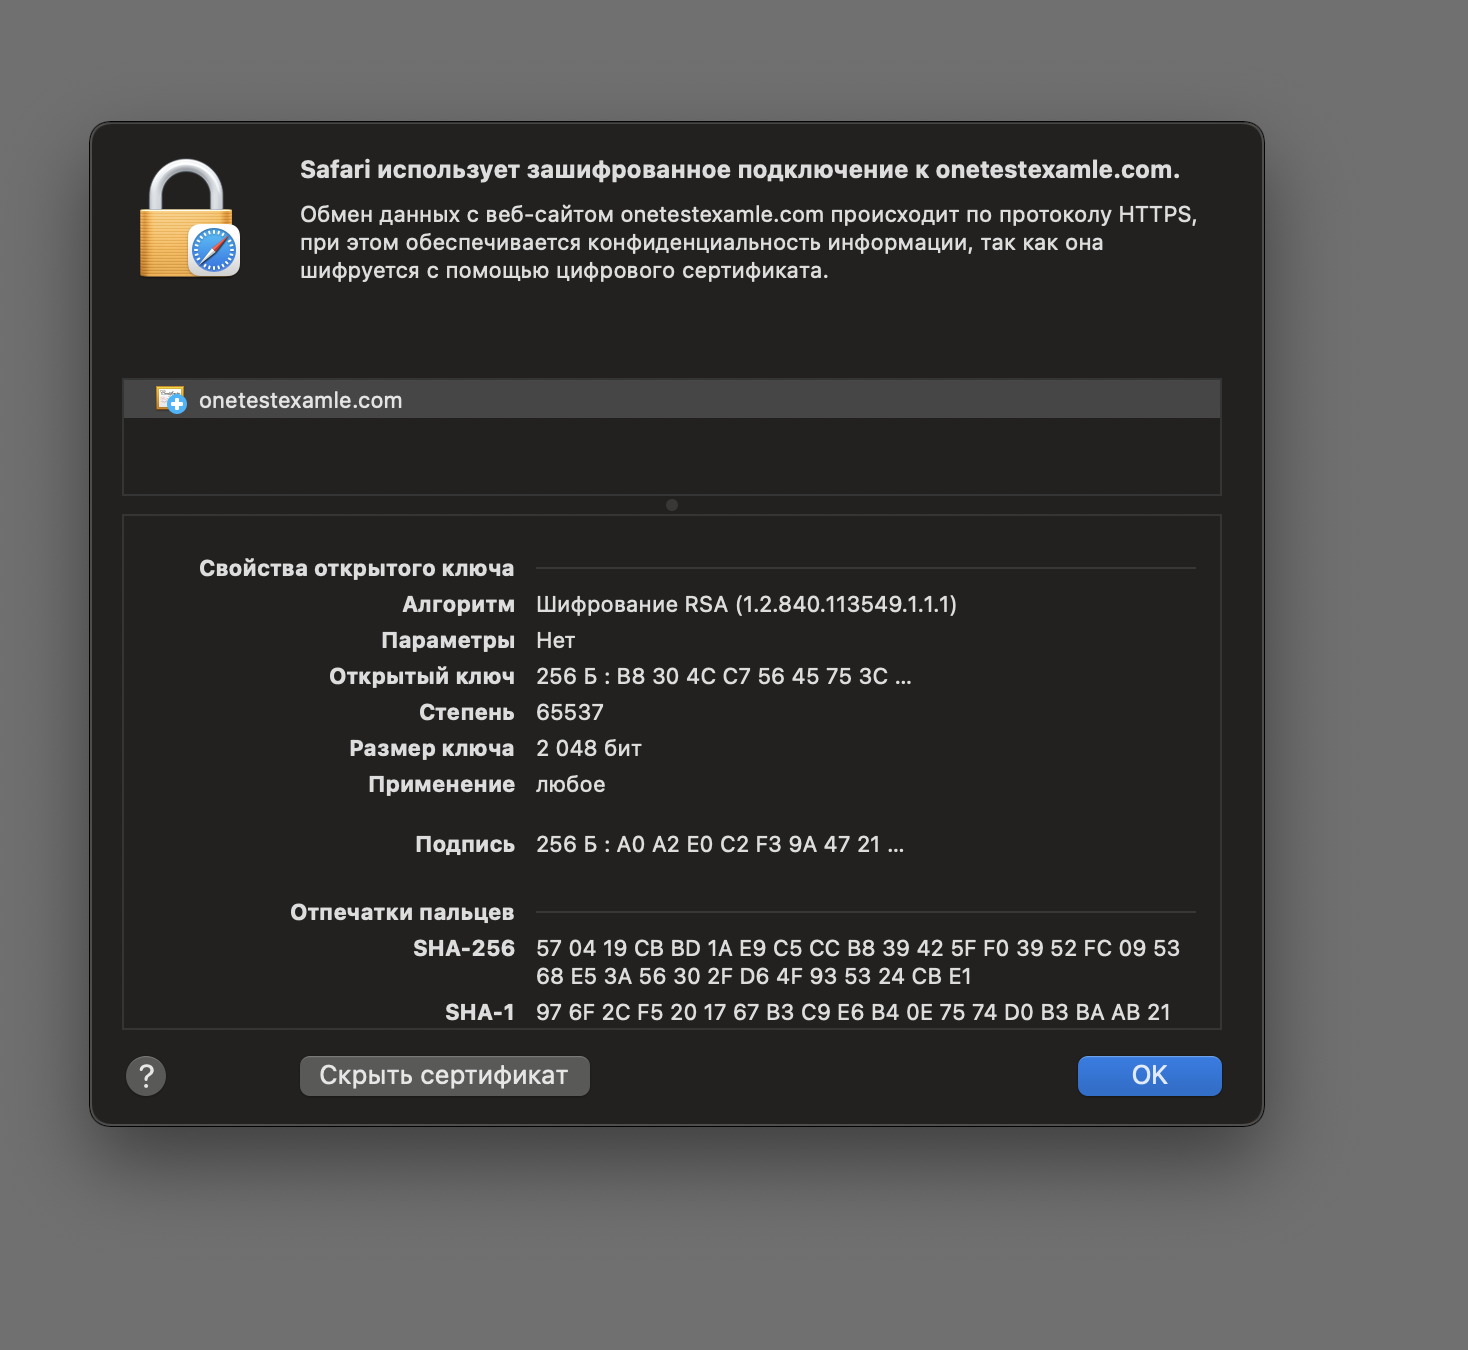 Safari использует зашифрованное подключение к onetestexamle.com.
Обмен данных с веб-сайтом onetestexamle.com происходит по протоколу HTTPS,
при этом обеспечивается конфиденциальность информации, так как она
шифруется с помощью цифрового сертификата.
onetestexamle.com
Свойства открытого ключа
Алгоритм Шифрование RSA (1.2.840.113549.1.1.1)
Параметры Нет
Открытый ключ 256 Б : B8 30 4C C7 56 45 75 3C ...
Степень 65537
Размер ключа 2 048 бит
Применение любое
Подпись 256 Б : A0 A2 E0 C2 F3 9A 47 21 ...
Отпечатки пальцев
SHA-256 57 04 19 CB BD 1A E9 C5 CC B8 39 42 5F F0 39 52 FC 09 53
68 E5 3A 56 30 2F D6 4F 93 53 24 CB E1
SHA-1 97 6F 2C F5 20 17 67 B3 C9 E6 B4 0E 75 74 D0 B3 BA AB 21
? Скрыть сертификат OK